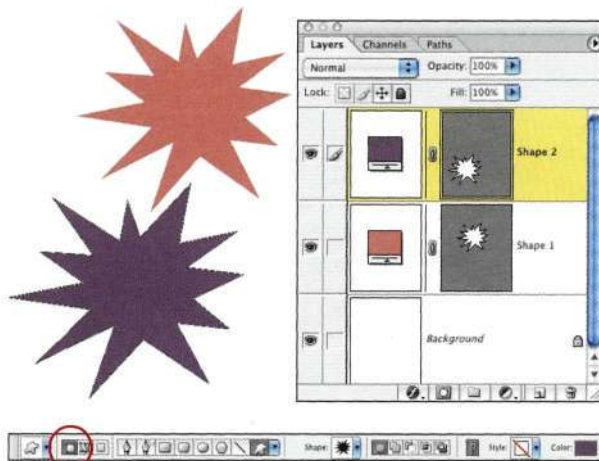 Layers Channels Paths
Normal Opacity: 100%
Lock: Fill: 100%
Shape 2
Shape 1
Background
Shape: Style: Color: